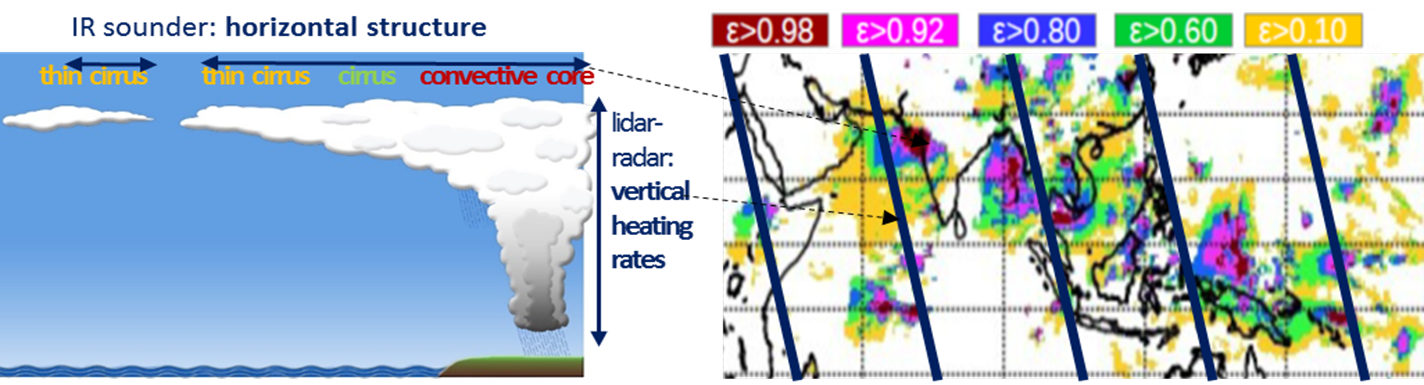 IR sounder: horizontal structure
thin cirrus
thin cirrus
cirrus
convective core
lidar-
radar:
vertical
heating
rates
ε>0.98
ε>0.92
ε>0.80
ε>0.60
ε>0.10